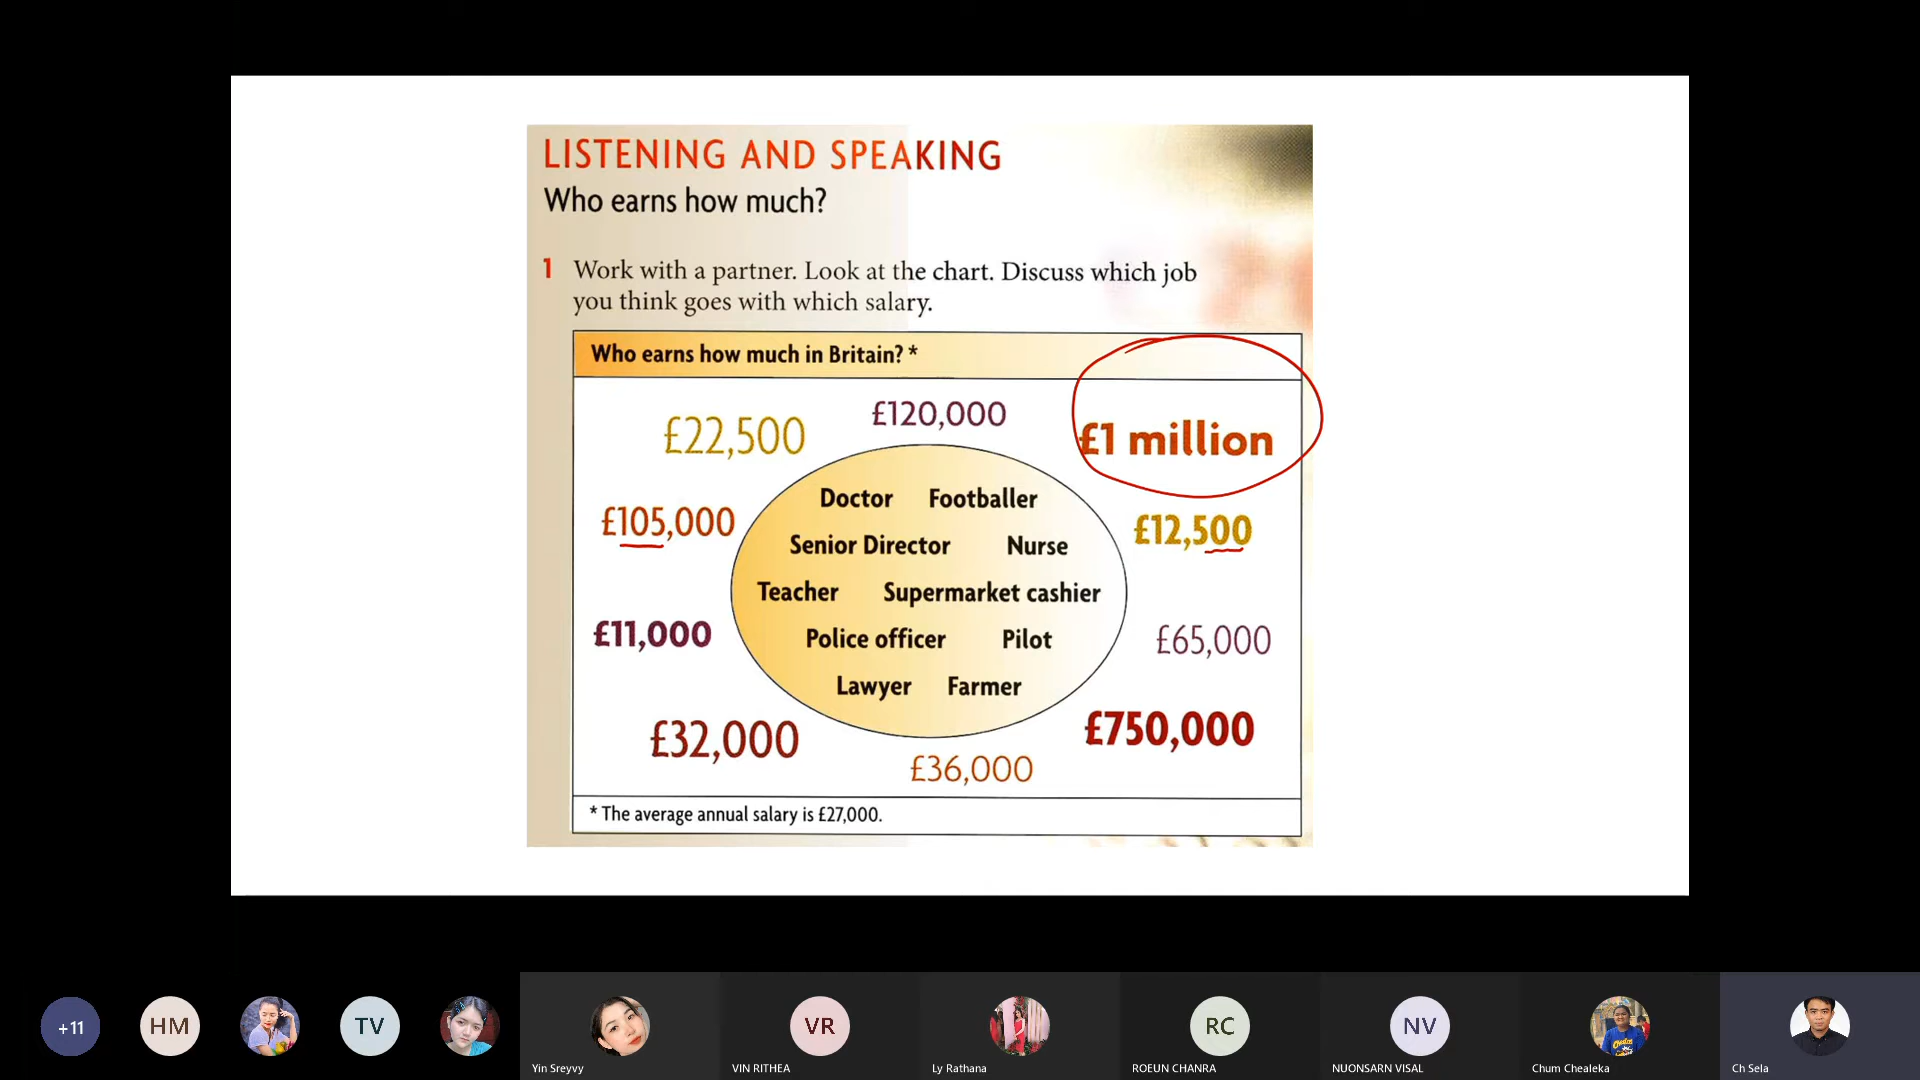 LISTENING AND SPEAKING
Who earns how much?
1 Work with a partner. Look at the chart. Discuss which job
you think goes with which salary.
Who earns how much in Britain? *
£22,500 £120,000 £1 million
Doctor Footballer
£105,000 £12,500
Senior Director Nurse
Teacher Supermarket cashier
£11,000 Police officer Pilot £65,000
Lawyer Farmer
£32,000 £750,000
£36,000
* The average annual salary is £27,000.
+11 HM TV VR RC NV
Yin Sreyvy VIN RITHEA Ly Rathana ROEUN CHANRA NUONSARN VISAL Chum Chealeka Ch Sela